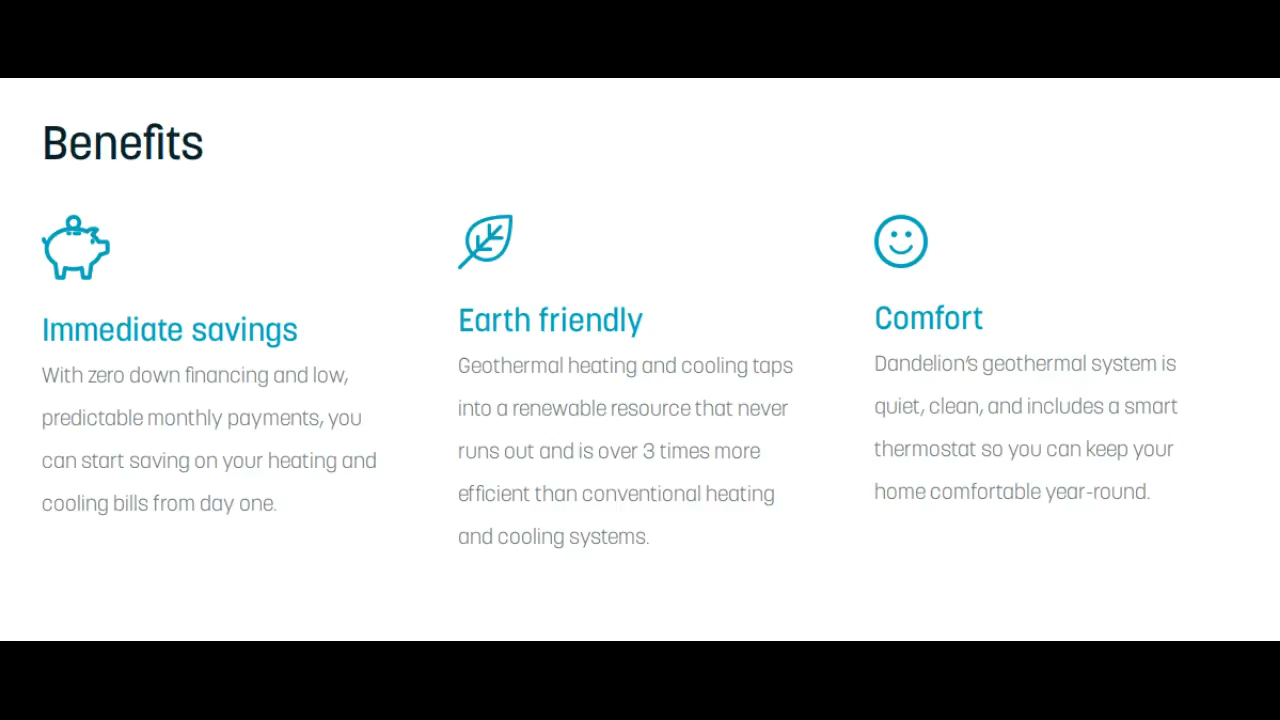 Benefits
Immediate savings
With zero down financing and low,
predictable monthly payments, you
can start saving on your heating and
cooling bills from day one.
Earth friendly
Geothermal heating and cooling taps
into a renewable resource that never
runs out and is over 3 times more
efficient than conventional heating
and cooling systems.
Comfort
Dandelion's geothermal system is
quiet, clean, and includes a smart
thermostat so you can keep your
home comfortable year-round.